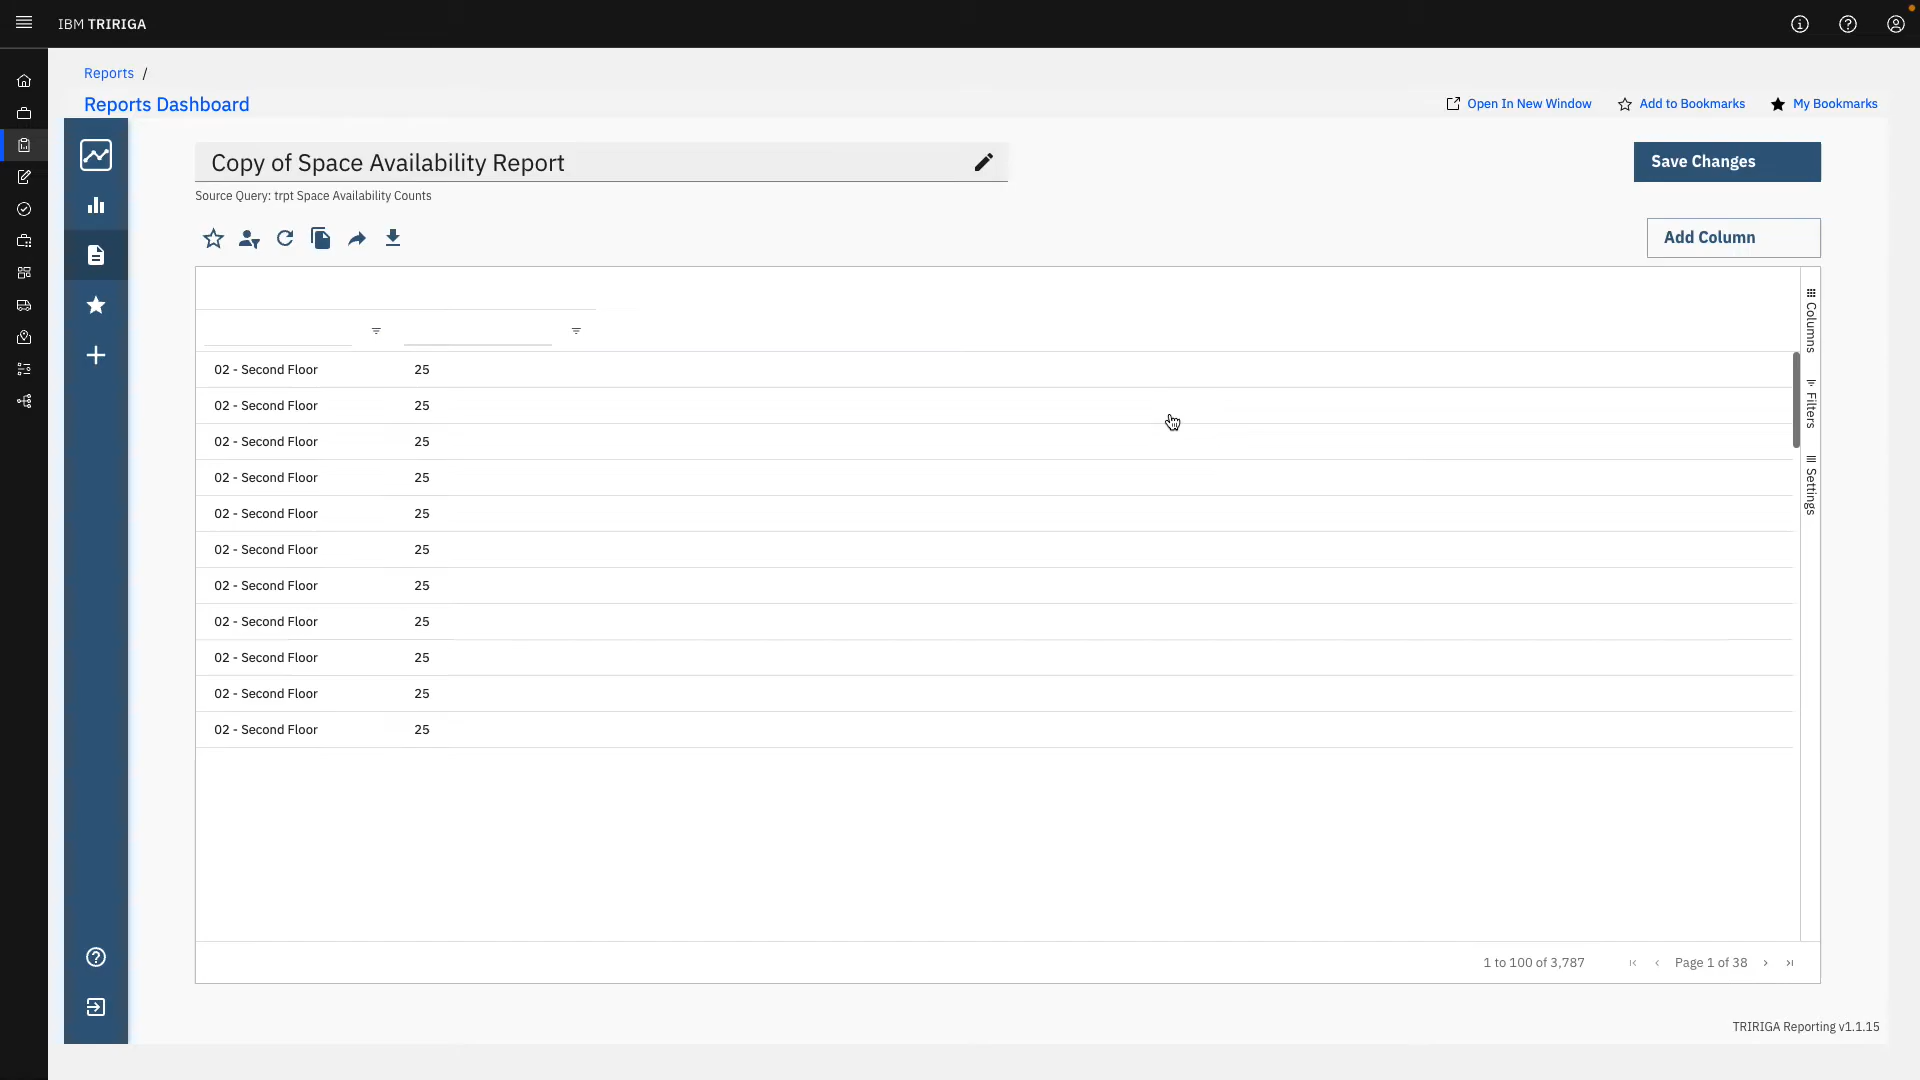 IBM TRIRIGA
Reports /
Reports Dashboard
Open In New Window
Add to Bookmarks
My Bookmarks
Copy of Space Availability Report
Save Changes
Source Query: trpt Space Availability Counts
Add Column
Columns
Filters
Settings
02 - Second Floor 25
02 - Second Floor 25
02 - Second Floor 25
02 - Second Floor 25
02 - Second Floor 25
02 - Second Floor 25
02 - Second Floor 25
02 - Second Floor 25
02 - Second Floor 25
02 - Second Floor 25
02 - Second Floor 25
1 to 100 of 3,787
Page 1 of 38
TRIRIGA Reporting v1.1.15